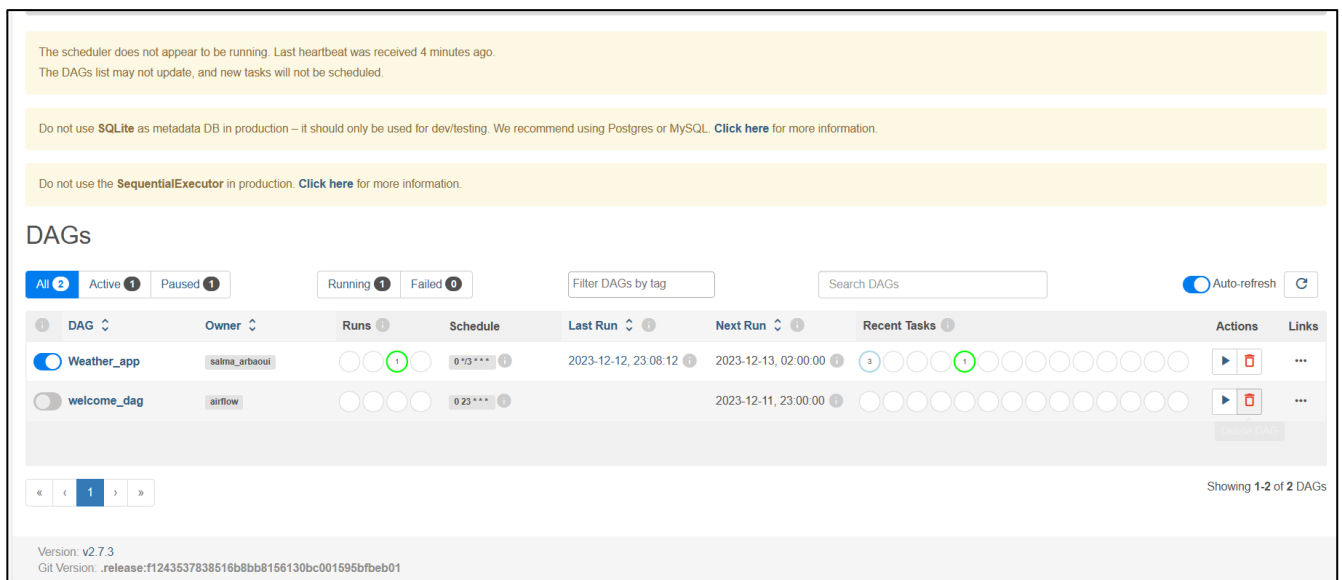 The scheduler does not appear to be running. Last heartbeat was received 4 minutes ago.
The DAGs list may not update, and new tasks will not be scheduled.
Do not use SQLite as metadata DB in production – it should only be used for dev/testing. We recommend using Postgres or MySQL. Click here for more information.
Do not use the SequentialExecutor in production. Click here for more information.
DAGs
All 2 Active 1 Paused 1 Running 1 Failed 0 Filter DAGs by tag Search DAGs Auto-refresh
DAG Owner Runs Schedule Last Run Next Run Recent Tasks Actions Links
Weather_app salma_arbaoui 1 0 */3 * * * 2023-12-12, 23:08:12 2023-12-13, 02:00:00 3 1
welcome_dag airflow 0 23 * * * 2023-12-11, 23:00:00
Delete DAG
« ‹ 1 › » Showing 1-2 of 2 DAGs
Version: v2.7.3
Git Version: .release:f1243537838516b8bb8156130bc001595bfbeb01